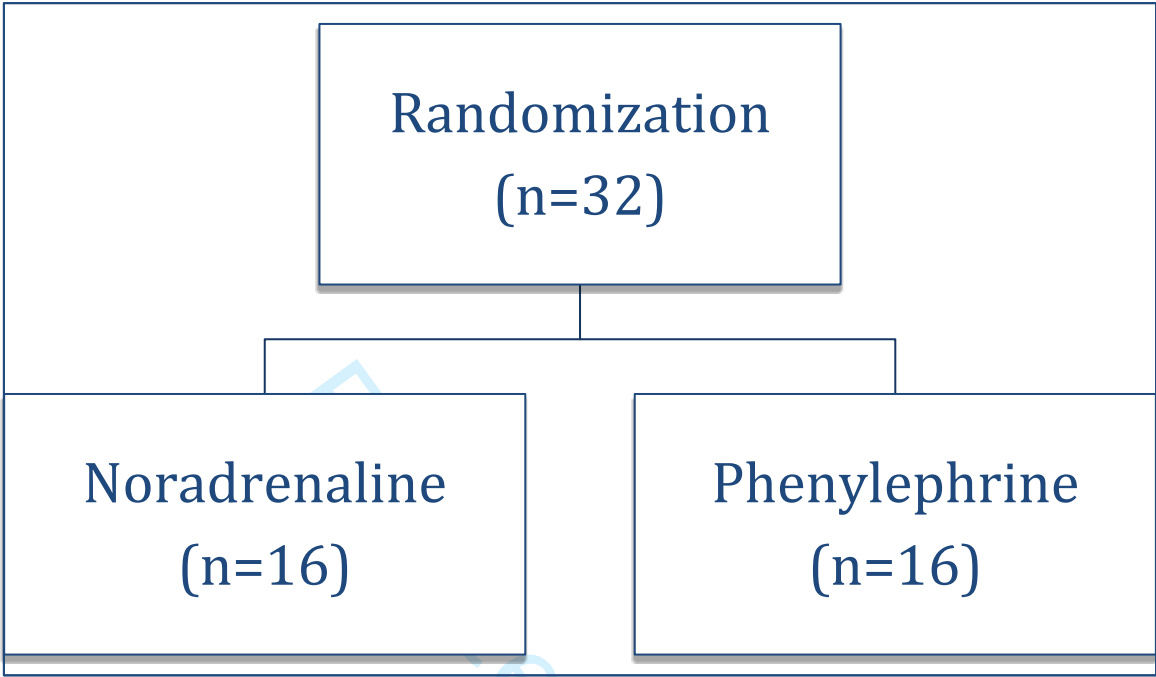 Randomization
(n=32)
Noradrenaline
(n=16)
Phenylephrine
(n=16)